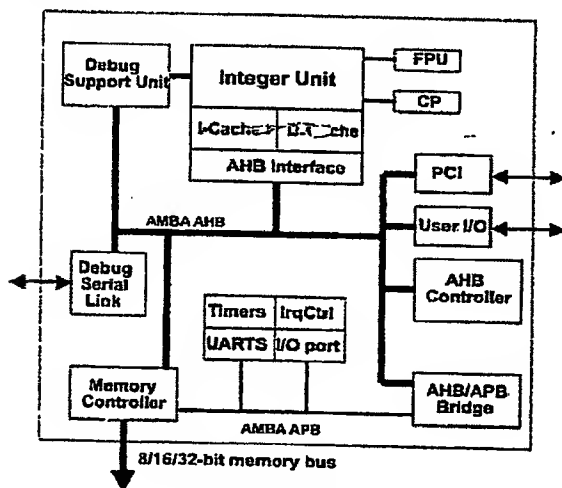 Debug
Support Unit
Integer Unit
FPU
CP
I-Cache
AHB Interface
PCI
AMBA AHB
User I/O
Debug
Serial
Link
AHB
Controller
Timers
IrqCtrl
UARTS
I/O port
Memory
Controller
AHB/APB
Bridge
AMBA APB
8/16/32-bit memory bus